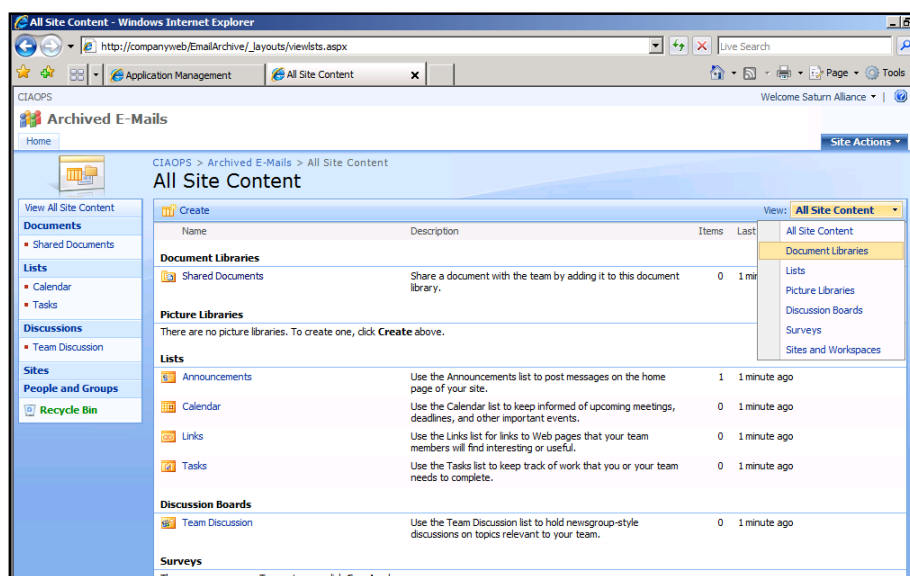 All Site Content - Windows Internet Explorer
http://companyweb/EmailArchive/_layouts/viewlsts.aspx
Live Search
Application Management
All Site Content
Page
Tools
CIAOPS
Welcome Saturn Alliance
Archived E-Mails
Home
Site Actions
CIAOPS > Archived E-Mails > All Site Content
All Site Content
View All Site Content
Documents
Shared Documents
Lists
Calendar
Tasks
Discussions
Team Discussion
Sites
People and Groups
Recycle Bin
Create
View: All Site Content
All Site Content
Document Libraries
Lists
Picture Libraries
Discussion Boards
Surveys
Sites and Workspaces
Name Description Items Last
Document Libraries
Shared Documents Share a document with the team by adding it to this document 0 1
library.
Picture Libraries
There are no picture libraries. To create one, click Create above.
Lists
Announcements Use the Announcements list to post messages on the home 1 1 minute ago
page of your site.
Calendar Use the Calendar list to keep informed of upcoming meetings, 0 1 minute ago
deadlines, and other important events.
Links Use the Links list for links to Web pages that your team 0 1 minute ago
members will find interesting or useful.
Tasks Use the Tasks list to keep track of work that you or your team 0 1 minute ago
needs to complete.
Discussion Boards
Team Discussion Use the Team Discussion list to hold newsgroup-style 0 1 minute ago
discussions on topics relevant to your team.
Surveys